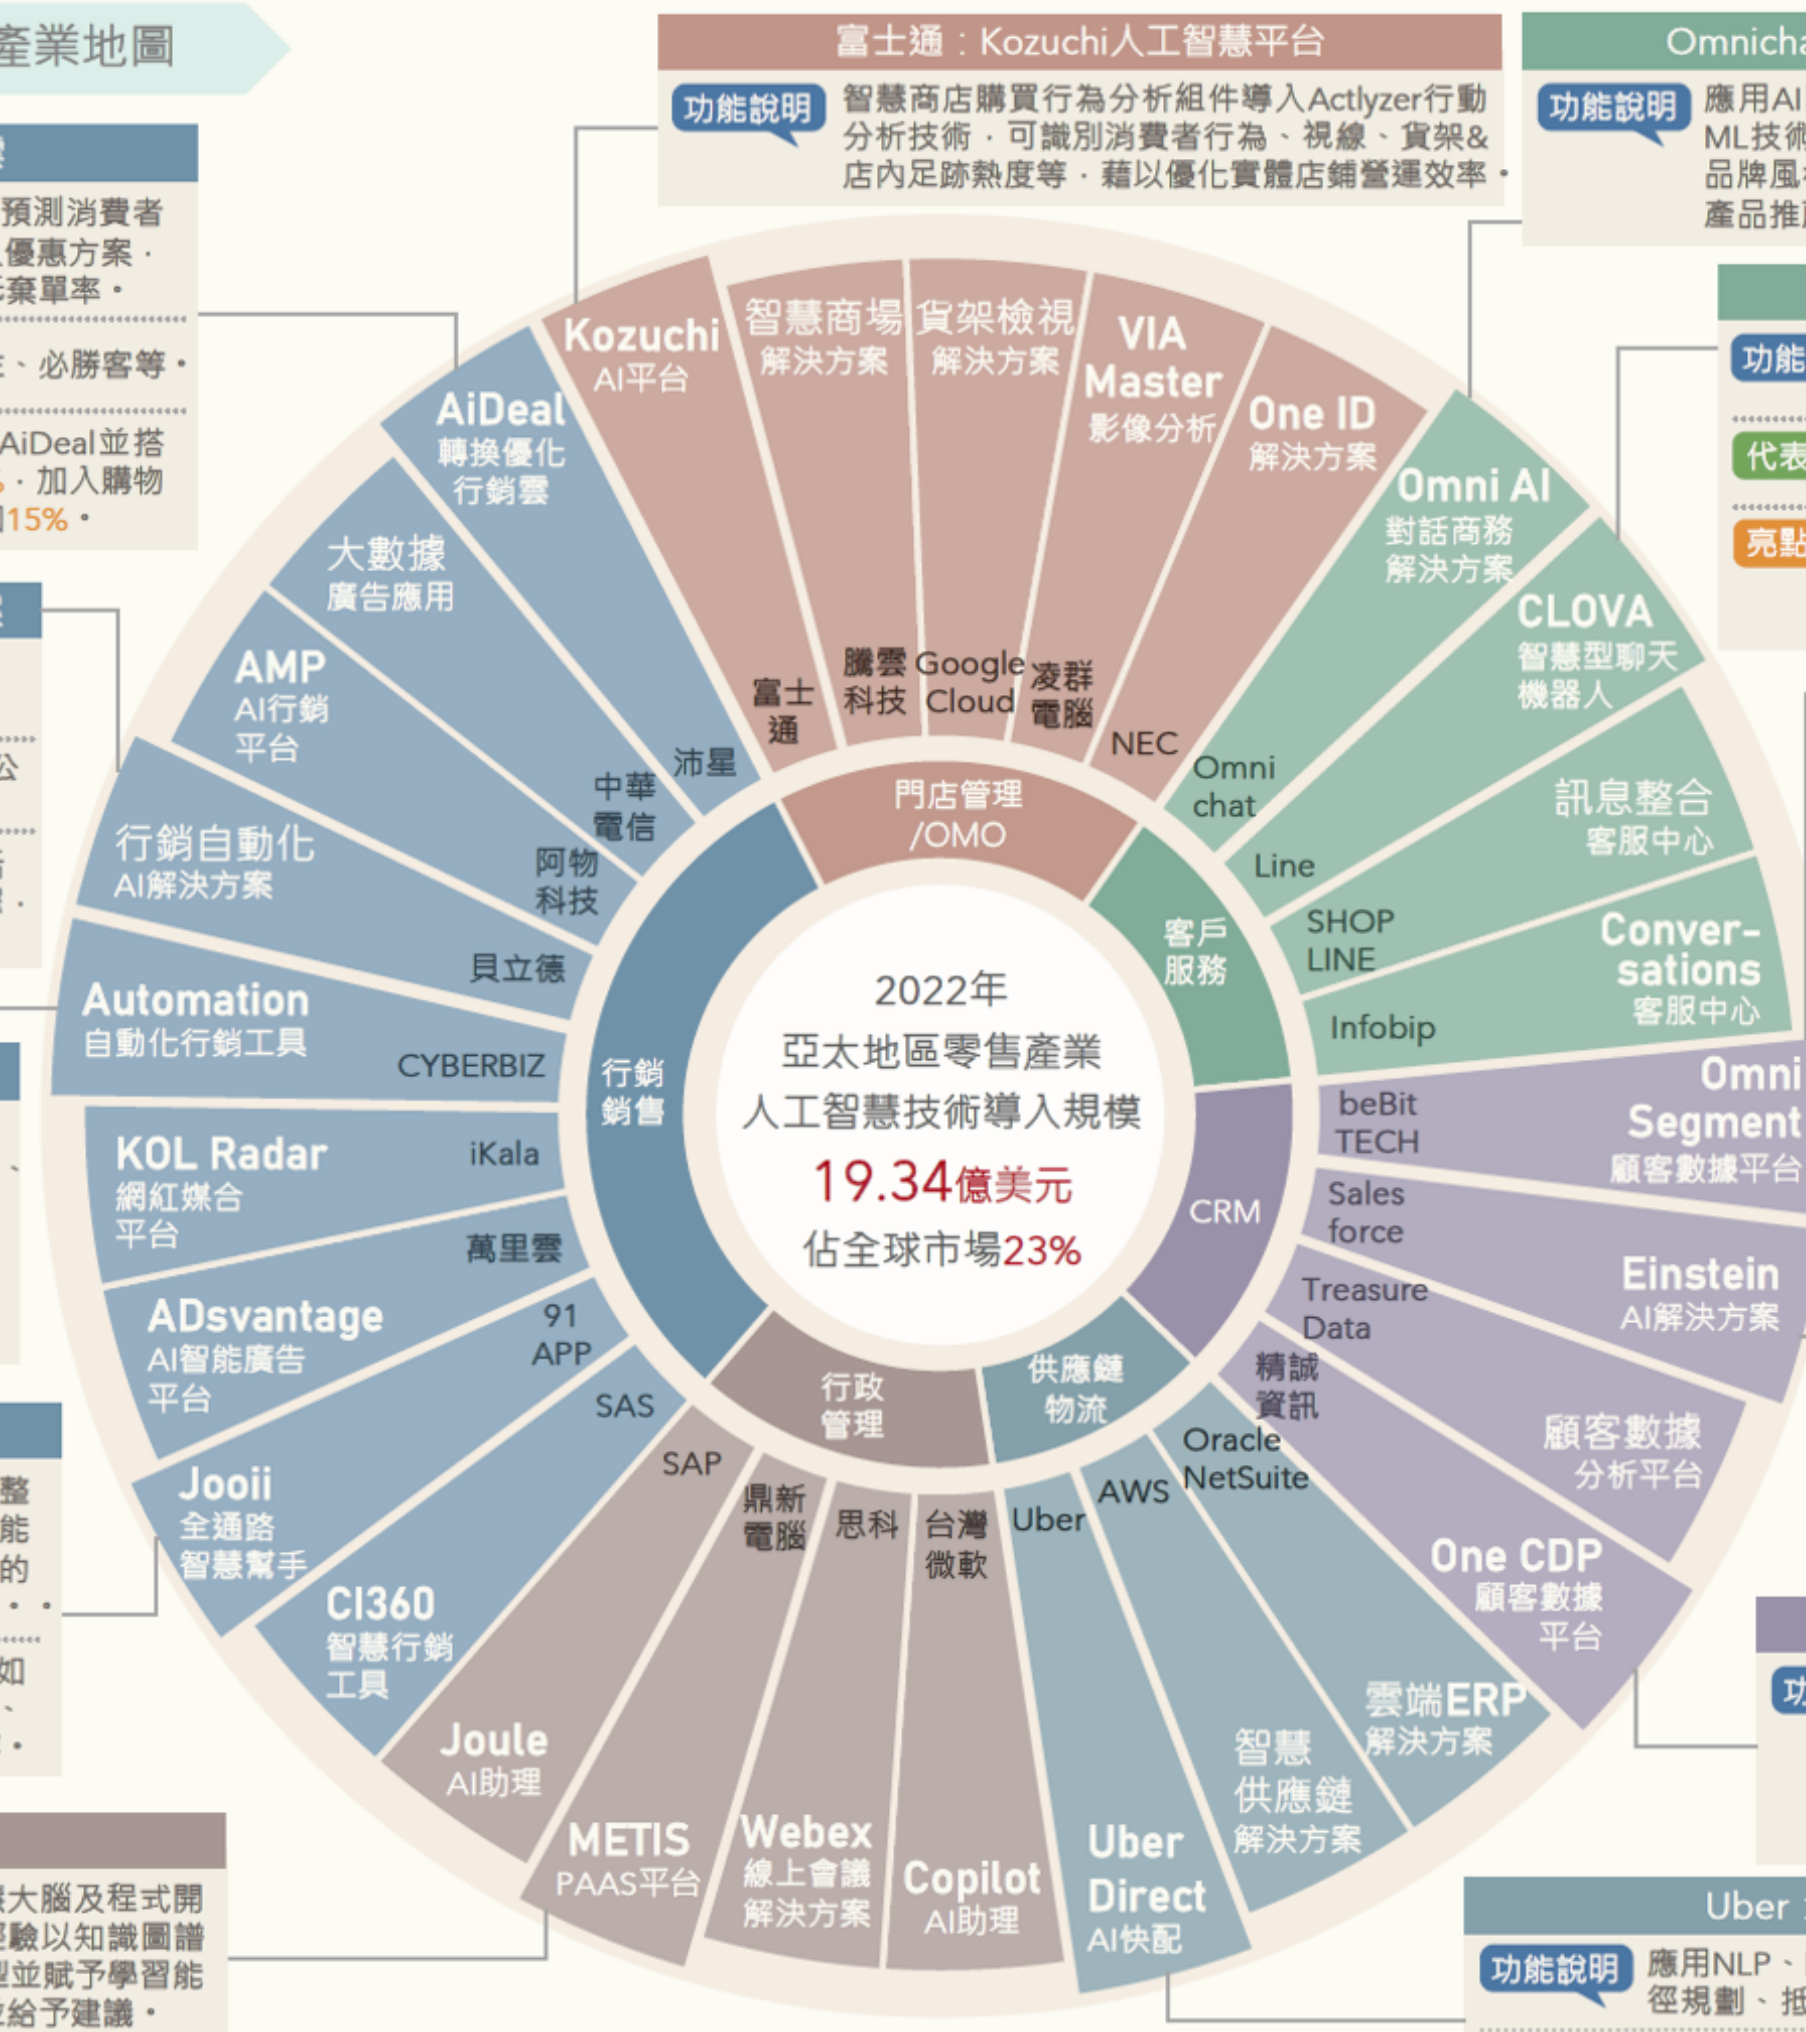 產業地圖
富士通：Kozuchi人工智慧平台
功能說明
智慧商店購買行為分析組件導入Actlyzer行動
分析技術，可識別消費者行為、視線、貨架&
店內足跡熱度等，藉以優化實體店鋪營運效率。
功能說明
應用AI
ML技術
品牌風
產品推
預測消費者
優惠方案，
棄單率。
、必勝客等。
AiDeal並搭
，加入購物
15%。
功能
代表
亮點
Kozuchi
AI平台
富士
通
智慧商場
解決方案
騰雲
科技
貨架檢視
解決方案
Google
Cloud
VIA
Master
影像分析
凌群
電腦
One ID
解決方案
NEC
Omni AI
對話商務
解決方案
Omni
chat
CLOVA
智慧型聊天
機器人
Line
訊息整合
客服中心
SHOP
LINE
Conver-
sations
客服中心
Infobip
Omni
Segment
顧客數據平台
beBit
TECH
Einstein
AI解決方案
Sales
force
顧客數據
分析平台
Treasure
Data
One CDP
顧客數據
平台
精誠
資訊
雲端ERP
解決方案
Oracle
NetSuite
智慧
供應鏈
解決方案
AWS
Uber
Direct
AI快配
Uber
Copilot
AI助理
台灣
微軟
Webex
線上會議
解決方案
思科
METIS
PAAS平台
鼎新
電腦
Joule
AI助理
SAP
CI360
智慧行銷
工具
SAS
Jooii
全通路
智慧幫手
91
APP
ADsvantage
AI智能廣告
平台
萬里雲
KOL Radar
網紅媒合
平台
iKala
Automation
自動化行銷工具
CYBERBIZ
行銷自動化
AI解決方案
貝立德
AMP
AI行銷
平台
阿物
科技
大數據
廣告應用
中華
電信
AiDeal
轉換優化
行銷雲
沛星
門店管理
/OMO
客戶
服務
CRM
供應鏈
物流
行政
管理
行銷
銷售
2022年
亞太地區零售產業
人工智慧技術導入規模
19.34億美元
佔全球市場23%
公
整
能
的
如
大腦及程式開
驗以知識圖譜
並賦予學習能
給予建議。
功
Uber
功能說明
應用NLP、
徑規劃、抵